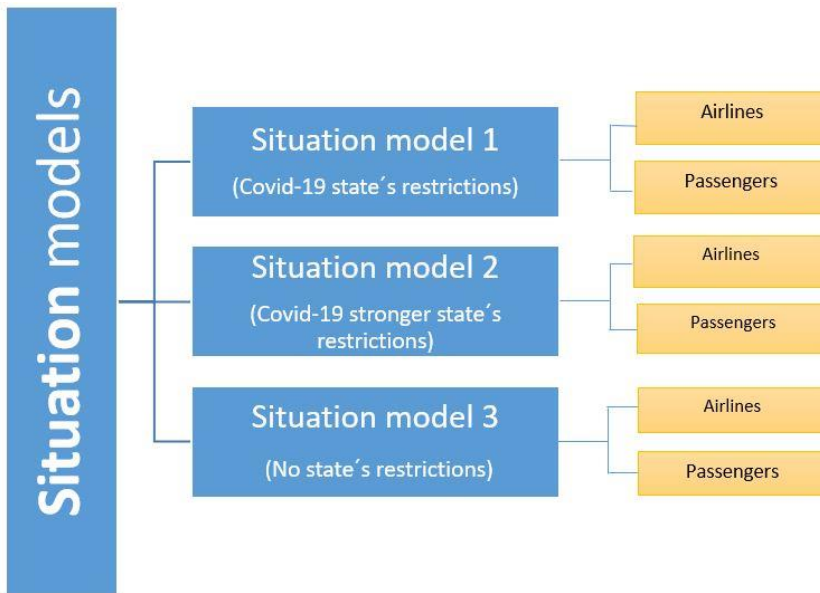 Situation models
Situation model 1
(Covid-19 state´s restrictions)
Airlines
Passengers
Situation model 2
(Covid-19 stronger state´s
restrictions)
Airlines
Passengers
Situation model 3
(No state´s restrictions)
Airlines
Passengers